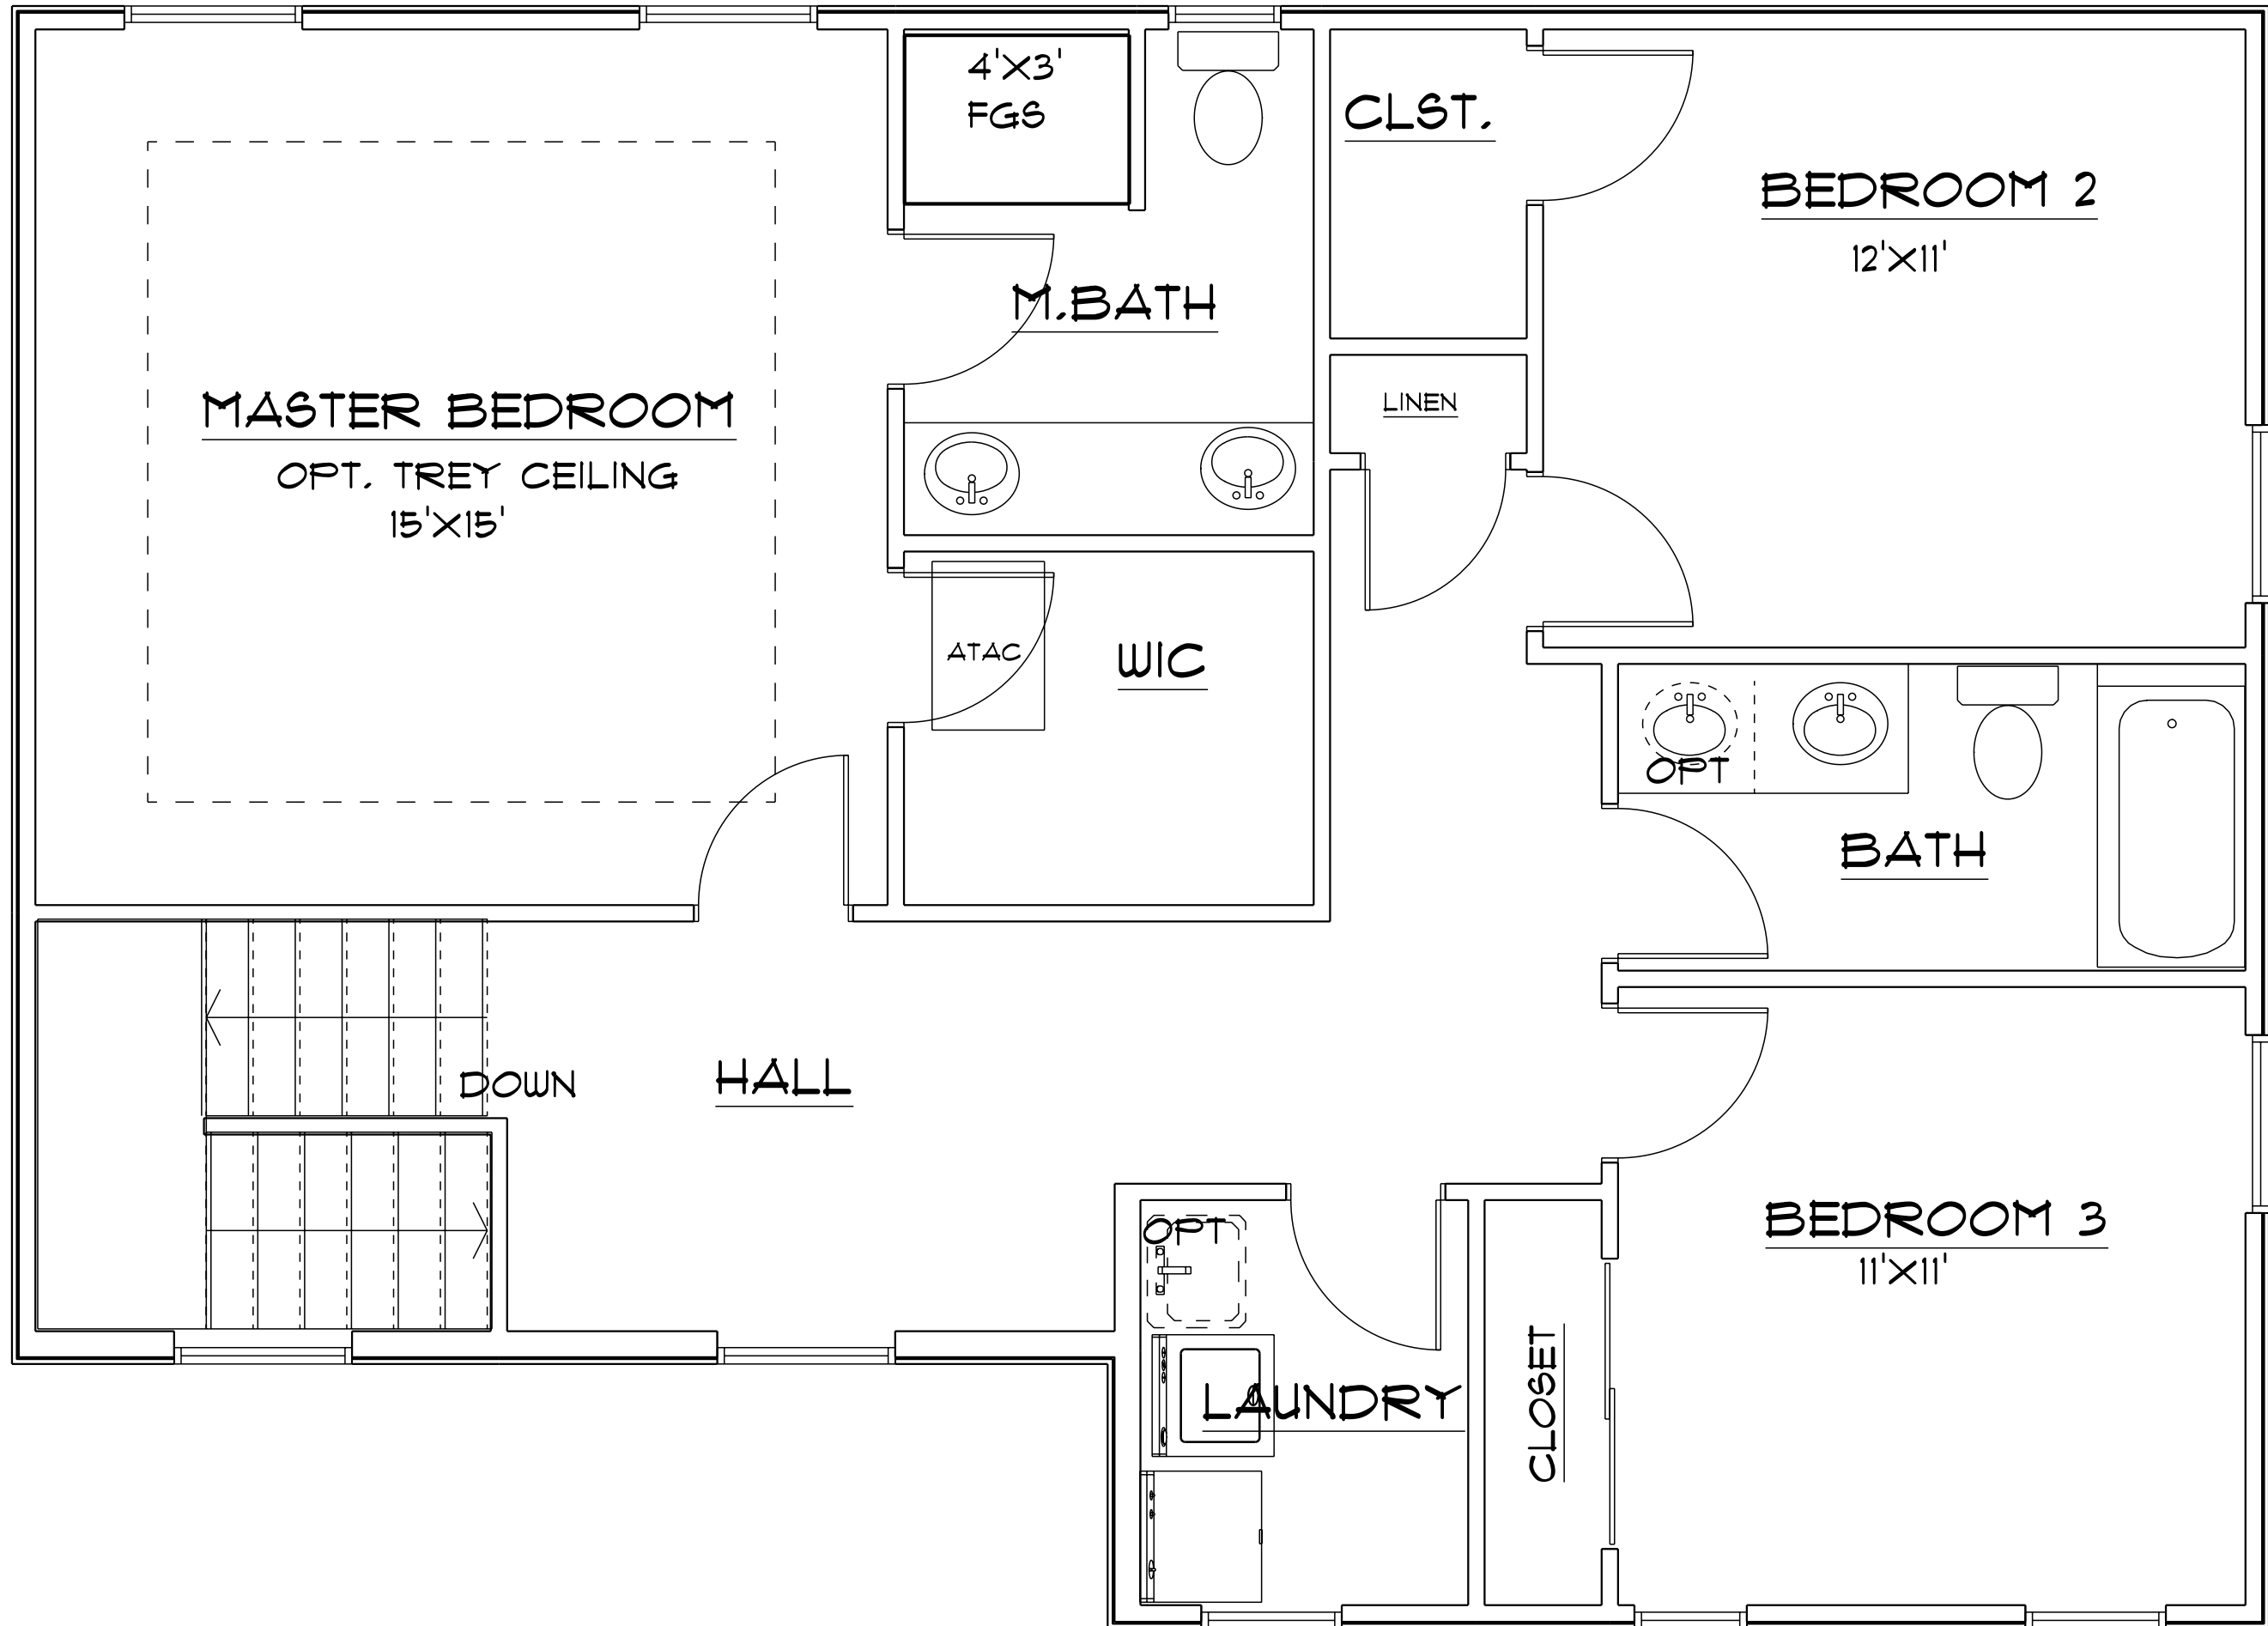 4'X3'
FGS
CLST.
BEDROOM 2
12'X11'
M.BATH
MASTER BEDROOM
OPT. TREY CEILING
15'X15'
LINEN
ATAC
WIC
OPT
BATH
DOWN
HALL
OPT
BEDROOM 3
11'X11'
LAUNDRY
CLOSET